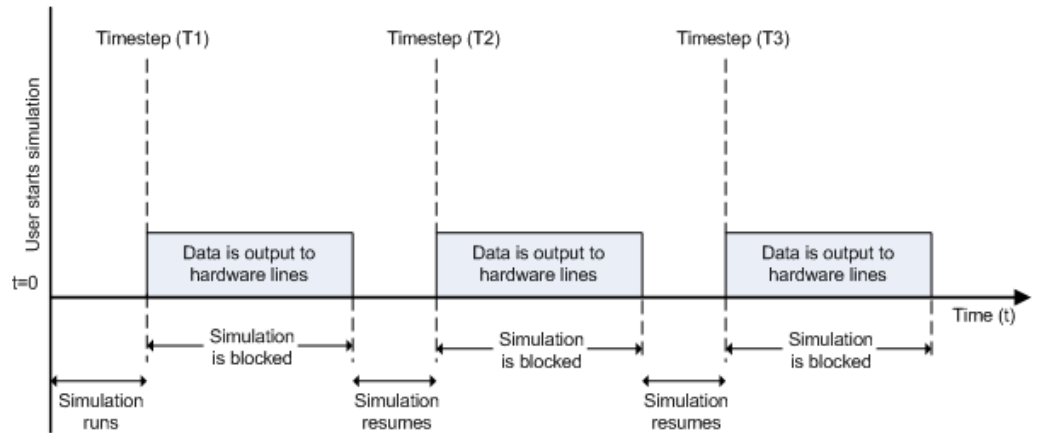 Timestep (T1)
Timestep (T2)
Timestep (T3)
User starts simulation
Data is output to
hardware lines
Data is output to
hardware lines
Data is output to
hardware lines
t=0
Time (t)
Simulation
is blocked
Simulation
is blocked
Simulation
is blocked
Simulation
runs
Simulation
resumes
Simulation
resumes